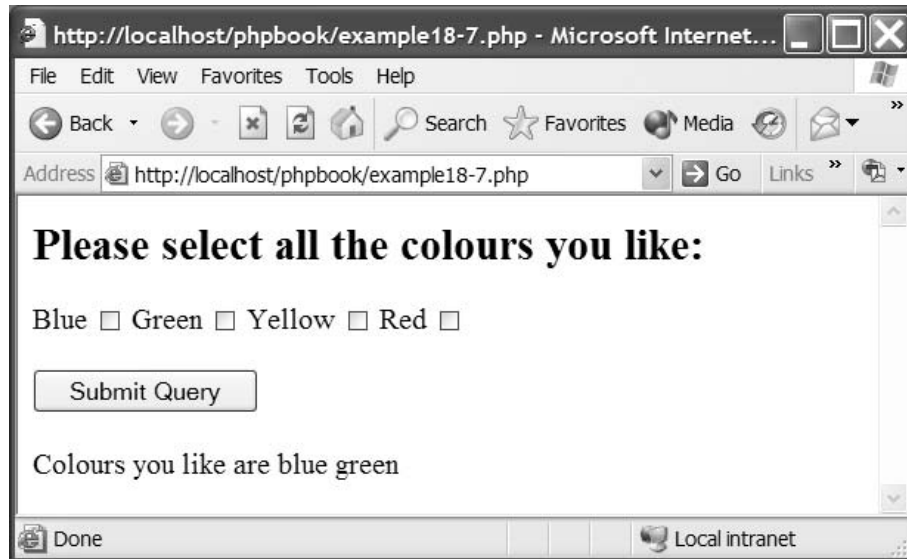 http://localhost/phpbook/example18-7.php - Microsoft Internet...
File Edit View Favorites Tools Help
Back Search Favorites Media »
Address http://localhost/phpbook/example18-7.php Go Links »
Please select all the colours you like:
Blue Green Yellow Red
Submit Query
Colours you like are blue green
Done Local intranet